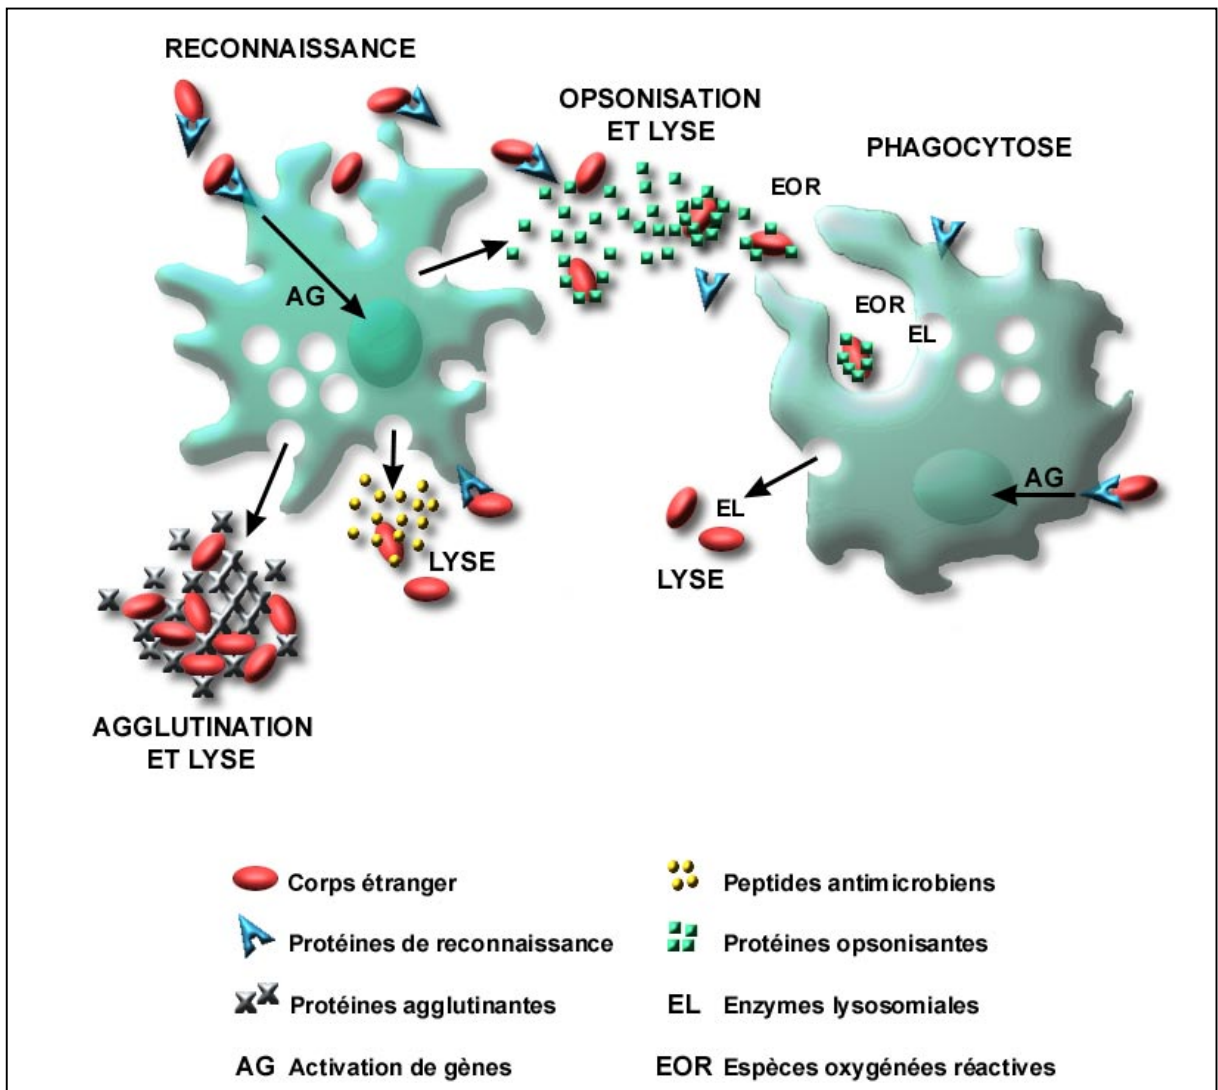 RECONNAISSANCE
OPSONISATION
ET LYSE
PHAGOCYTOSE
EOR
AG
EOR
EL
AG
EL
LYSE
LYSE
AGGLUTINATION
ET LYSE
Corps étranger
Peptides antimicrobiens
Protéines de reconnaissance
Protéines opsonisantes
Protéines agglutinantes
EL Enzymes lysosomiales
AG Activation de gènes
EOR Espèces oxygénées réactives